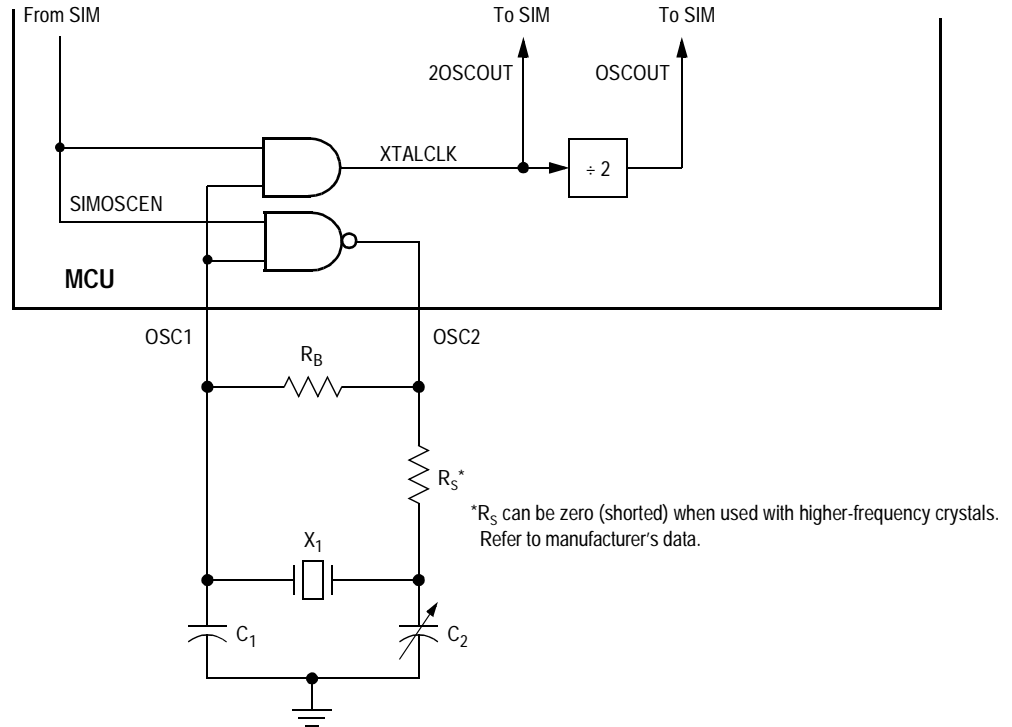 From SIM
To SIM
To SIM
2OSCOUT
OSCOUT
XTALCLK
÷ 2
SIMOSCEN
MCU
OSC1
OSC2
RB
RS*
*RS can be zero (shorted) when used with higher-frequency crystals.
Refer to manufacturer's data.
X1
C1
C2